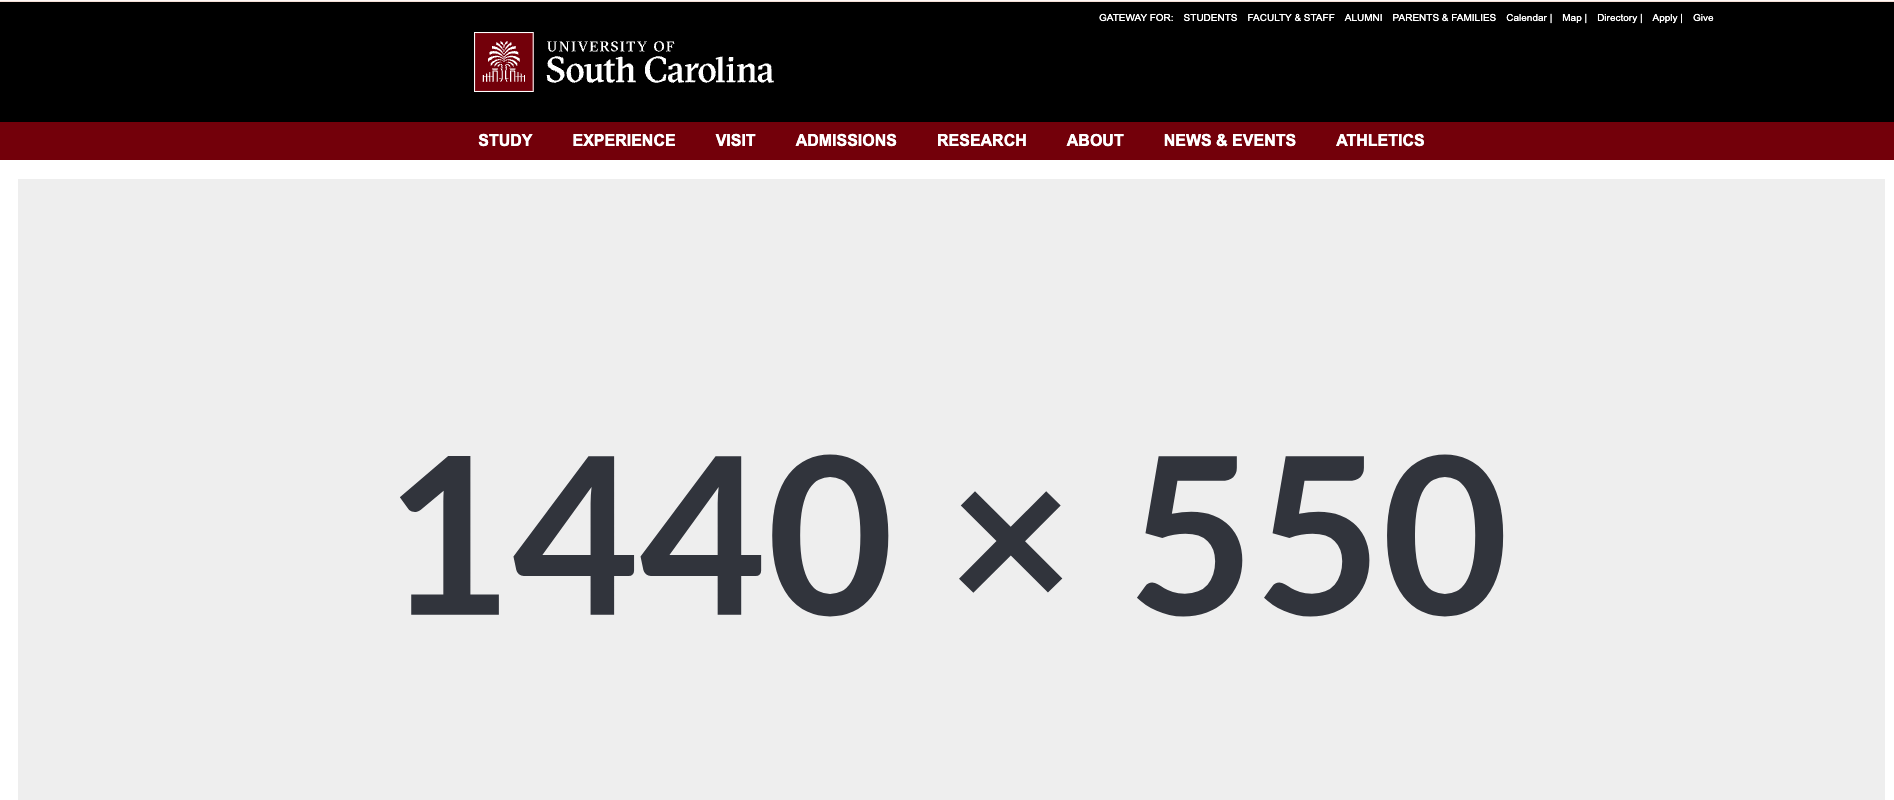 GATEWAY FOR: STUDENTS FACULTY & STAFF ALUMNI PARENTS & FAMILIES Calendar | Map | Directory | Apply | Give
UNIVERSITY OF
South Carolina
STUDY EXPERIENCE VISIT ADMISSIONS RESEARCH ABOUT NEWS & EVENTS ATHLETICS
1440 × 550